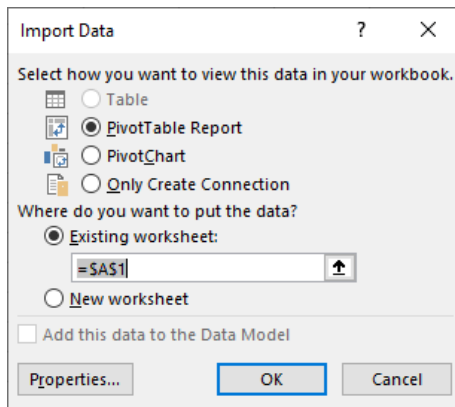 Import Data
Select how you want to view this data in your workbook.
Table
PivotTable Report
PivotChart
Only Create Connection
Where do you want to put the data?
Existing worksheet:
=$A$1
New worksheet
Add this data to the Data Model
Properties... OK Cancel